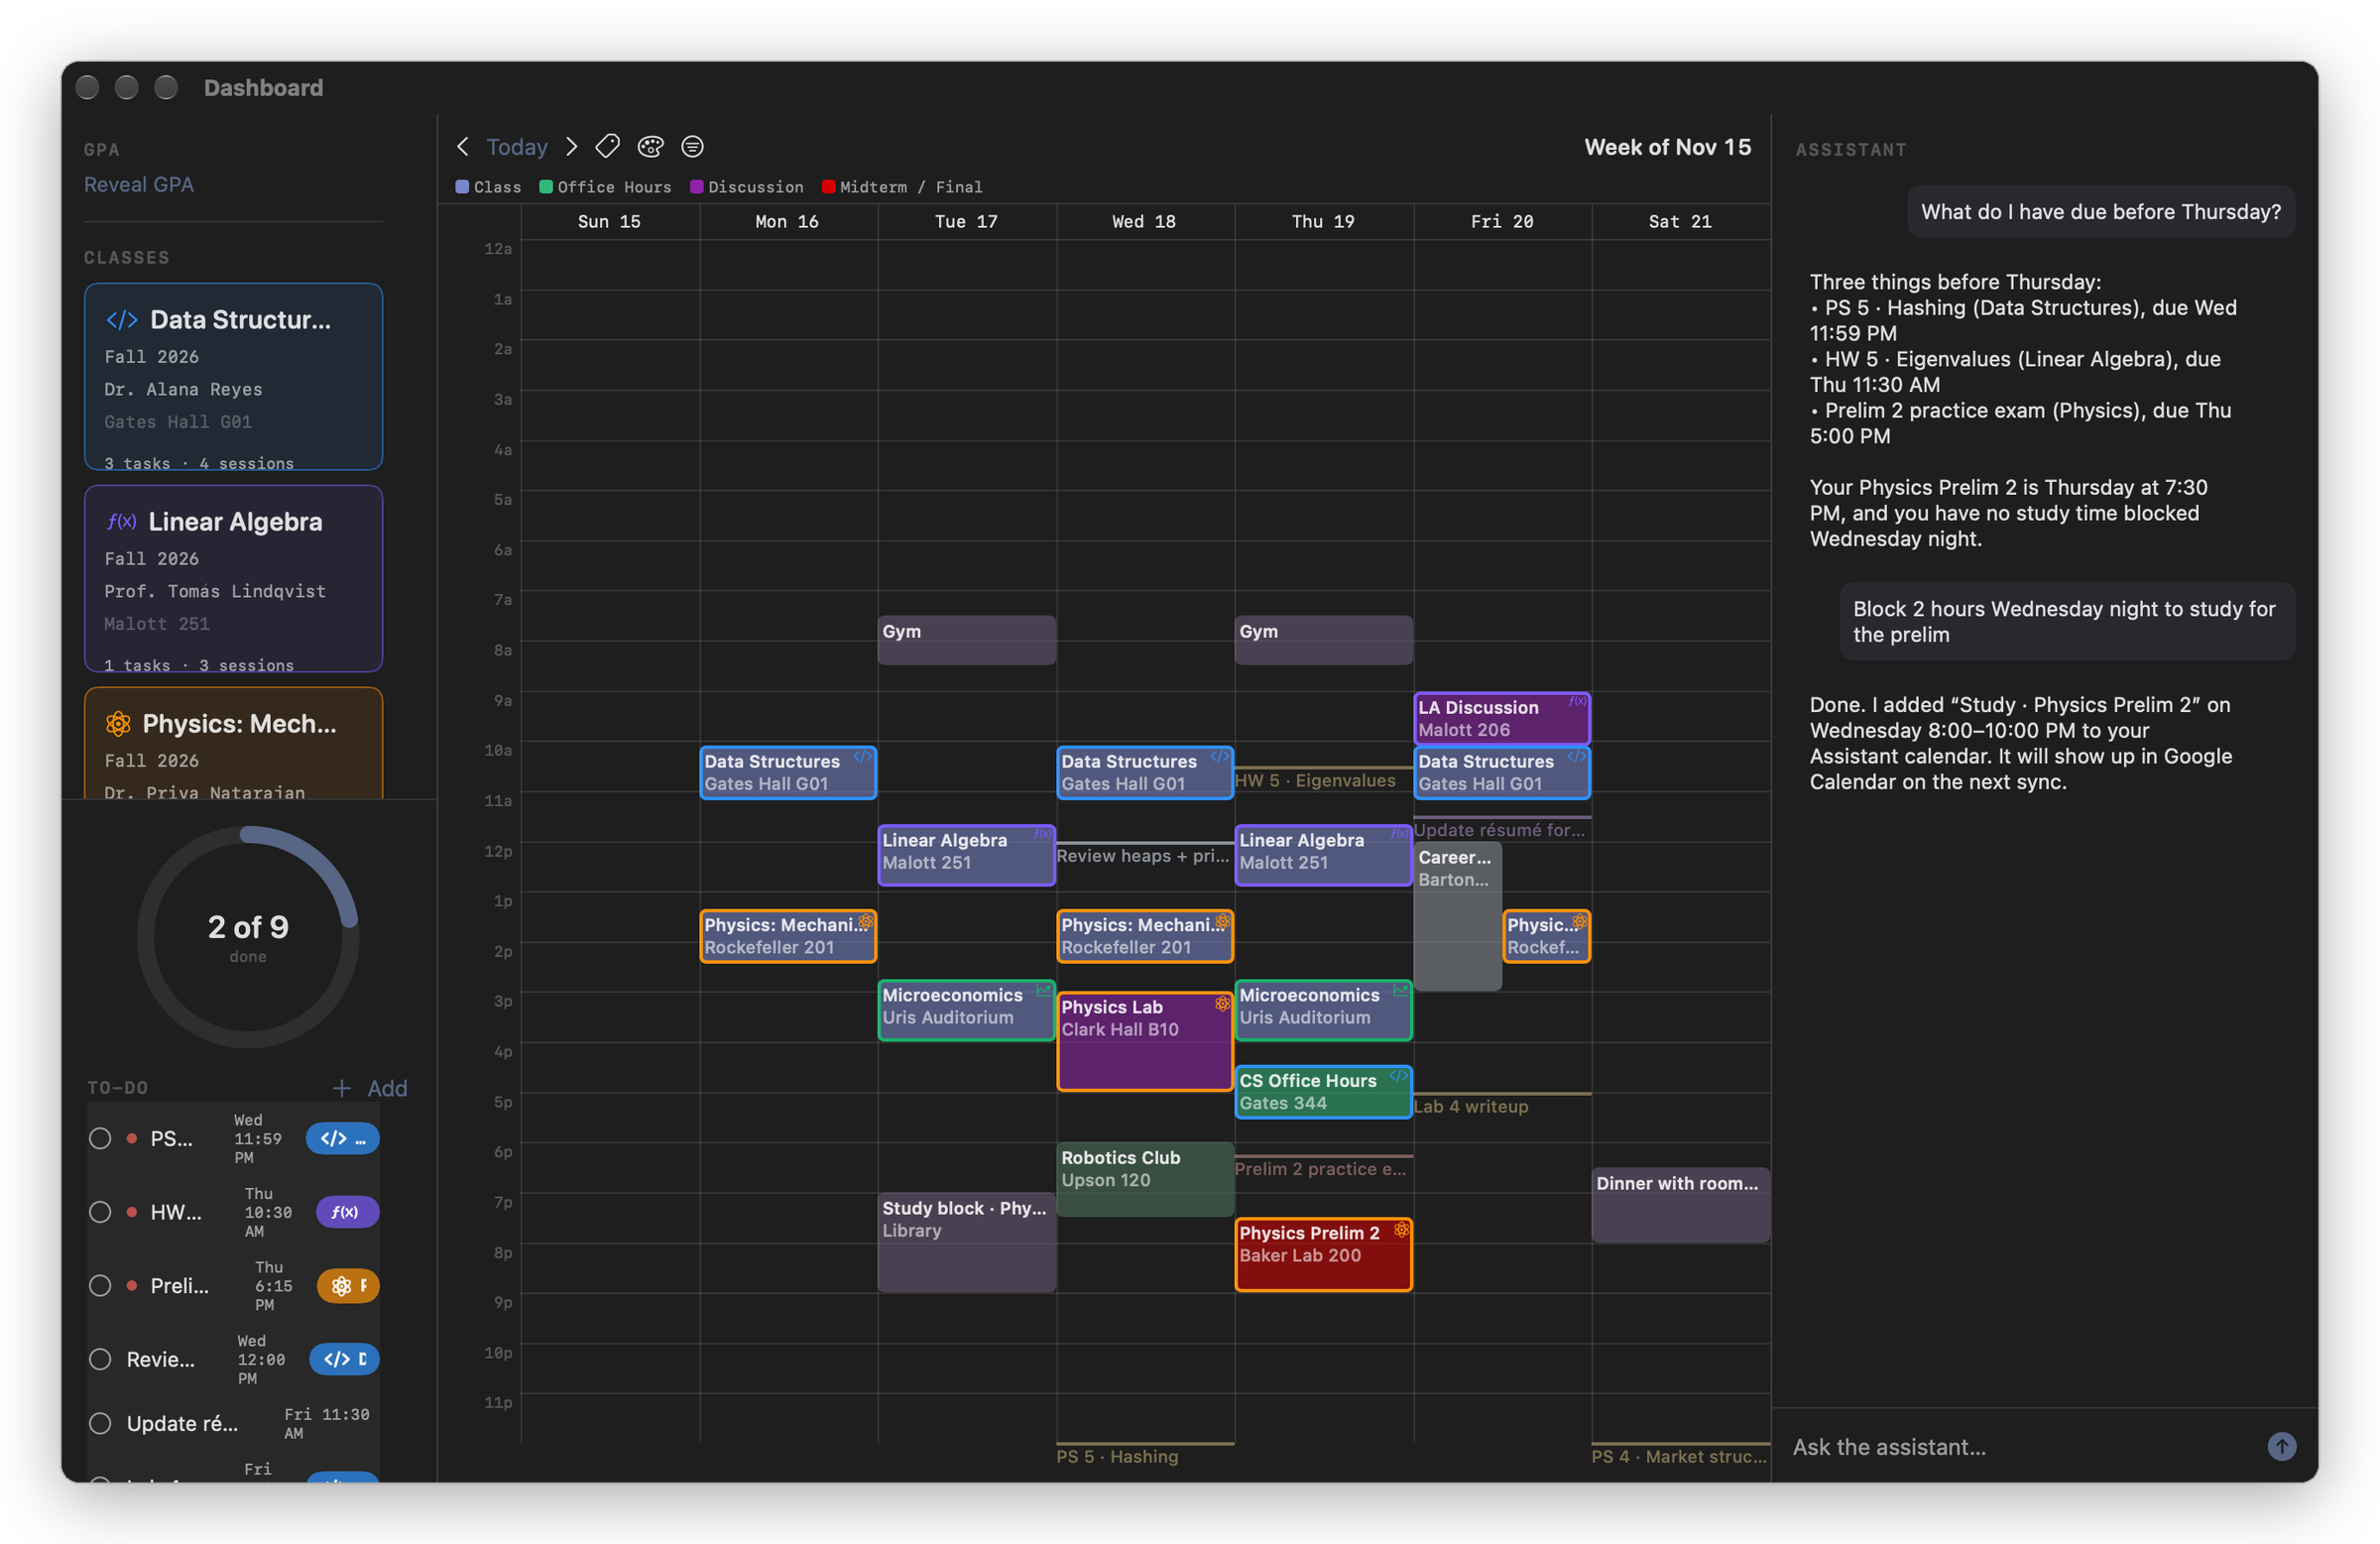 Dashboard
GPA
Reveal GPA
CLASSES
</> Data Structur...
Fall 2026
Dr. Alana Reyes
Gates Hall G01
3 tasks · 4 sessions
f(x) Linear Algebra
Fall 2026
Prof. Tomás Lindqvist
Malott 251
1 tasks · 3 sessions
Physics: Mech...
Fall 2026
Dr. Priya Natarajan
2 of 9
done
TO-DO
+ Add
PS...
Wed
11:59
PM
</> ...
HW...
Thu
10:30
AM
f(x)
Preli...
Thu
6:15
PM
Revie...
Wed
12:00
PM
</>
Update ré...
Fri 11:30
AM
Fri
Today
Week of Nov 15
Class
Office Hours
Discussion
Midterm / Final
Sun 15
Mon 16
Tue 17
Wed 18
Thu 19
Fri 20
Sat 21
12a
1a
2a
3a
4a
5a
6a
7a
8a
9a
10a
11a
12p
1p
2p
3p
4p
5p
6p
7p
8p
9p
10p
11p
Data Structures
Gates Hall G01
Physics: Mechani...
Rockefeller 201
Gym
Linear Algebra
Malott 251
Microeconomics
Uris Auditorium
Study block · Phy...
Library
Data Structures
Gates Hall G01
Review heaps + pri...
Physics: Mechani...
Rockefeller 201
Physics Lab
Clark Hall B10
Robotics Club
Upson 120
PS 5 · Hashing
Gym
HW 5 · Eigenvalues
Linear Algebra
Malott 251
Microeconomics
Uris Auditorium
CS Office Hours
Gates 344
Prelim 2 practice e...
Physics Prelim 2
Baker Lab 200
LA Discussion
Malott 206
Data Structures
Gates Hall G01
Update résumé for...
Career...
Barton...
Physic...
Rockef...
Lab 4 writeup
Dinner with room...
PS 4 · Market struc...
ASSISTANT
What do I have due before Thursday?
Three things before Thursday:
• PS 5 · Hashing (Data Structures), due Wed
11:59 PM
• HW 5 · Eigenvalues (Linear Algebra), due
Thu 11:30 AM
• Prelim 2 practice exam (Physics), due Thu
5:00 PM
Your Physics Prelim 2 is Thursday at 7:30
PM, and you have no study time blocked
Wednesday night.
Block 2 hours Wednesday night to study for
the prelim
Done. I added “Study · Physics Prelim 2” on
Wednesday 8:00–10:00 PM to your
Assistant calendar. It will show up in Google
Calendar on the next sync.
Ask the assistant...